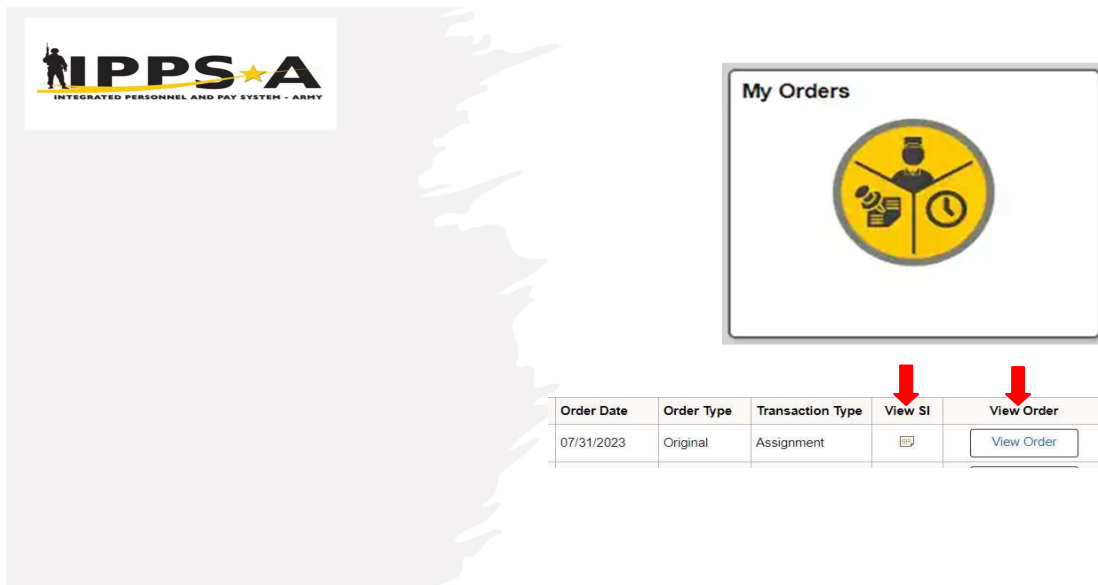 IPPS-A
INTEGRATED PERSONNEL AND PAY SYSTEM - ARMY
My Orders
Order Date Order Type Transaction Type View SI View Order
07/31/2023 Original Assignment View Order